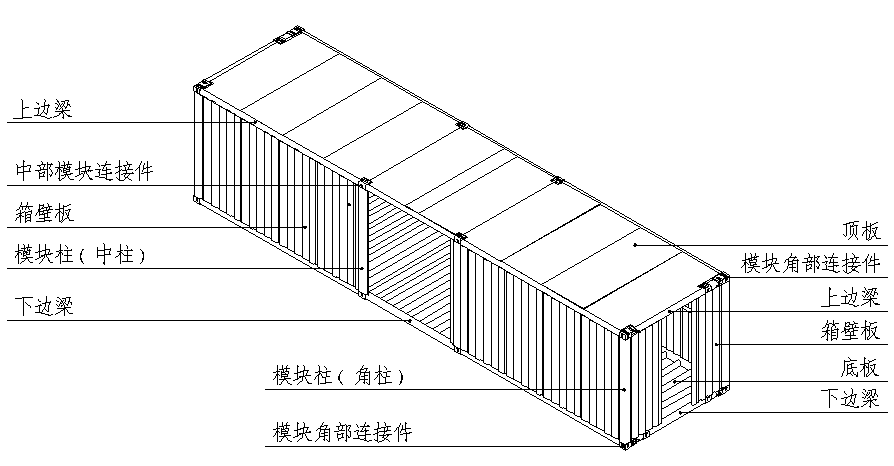 上边梁
中部模块连接件
箱壁板
模块柱(中柱)
下边梁
模块柱(角柱)
模块角部连接件
顶板
模块角部连接件
上边梁
箱壁板
底板
下边梁